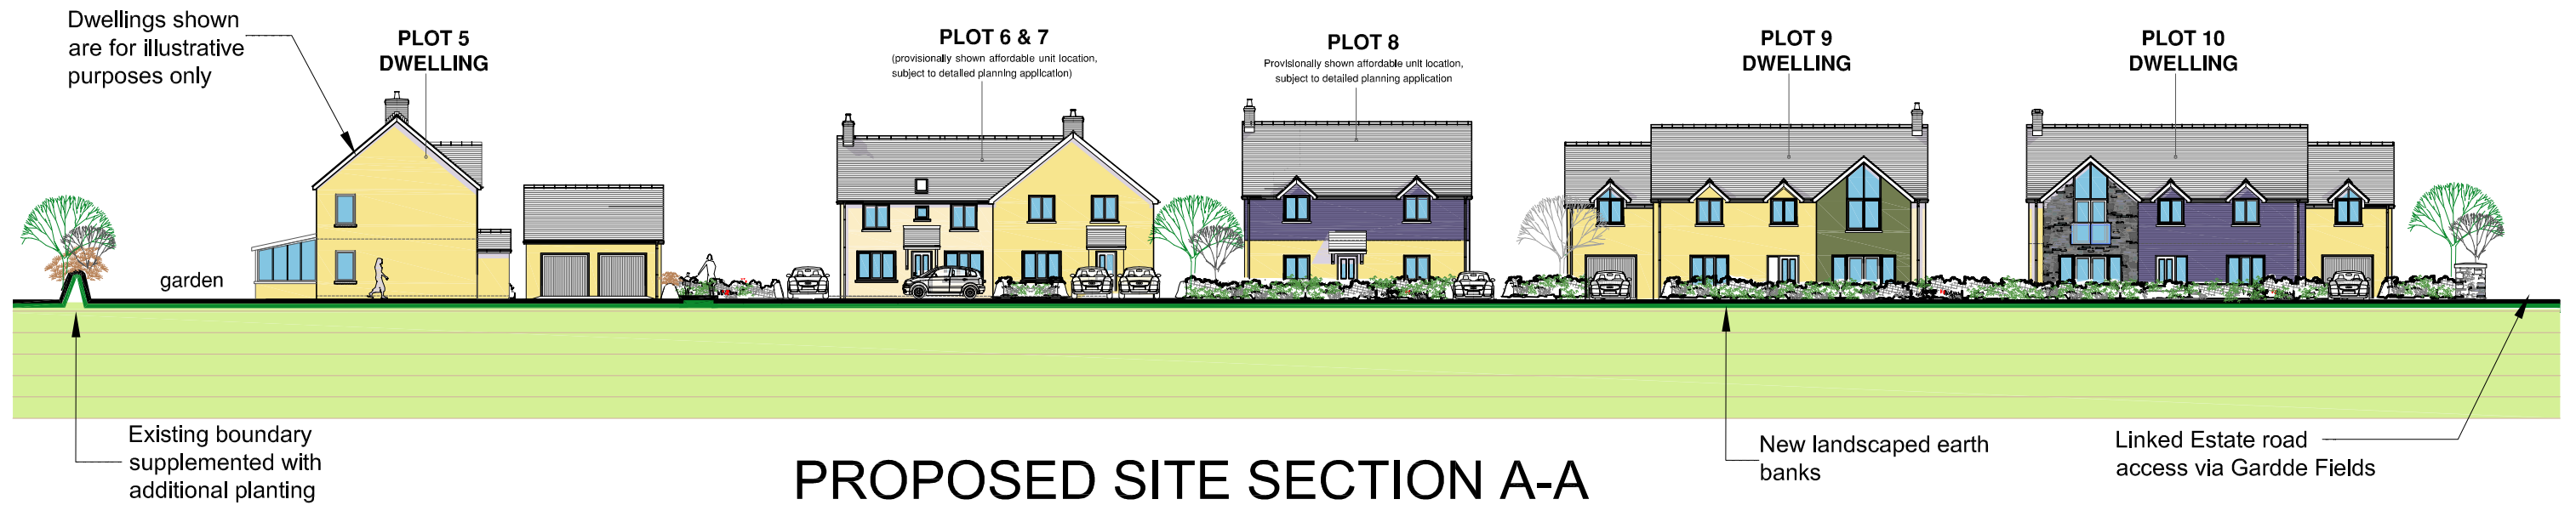 Dwellings shown
are for illustrative
purposes only
PLOT 5
DWELLING
PLOT 6 & 7
(provisionally shown affordable unit location,
subject to detailed planning application)
PLOT 8
Provisionally shown affordable unit location,
subject to detailed planning application
PLOT 9
DWELLING
PLOT 10
DWELLING
garden
Existing boundary
supplemented with
additional planting
PROPOSED SITE SECTION A-A
New landscaped earth
banks
Linked Estate road
access via Gardde Fields